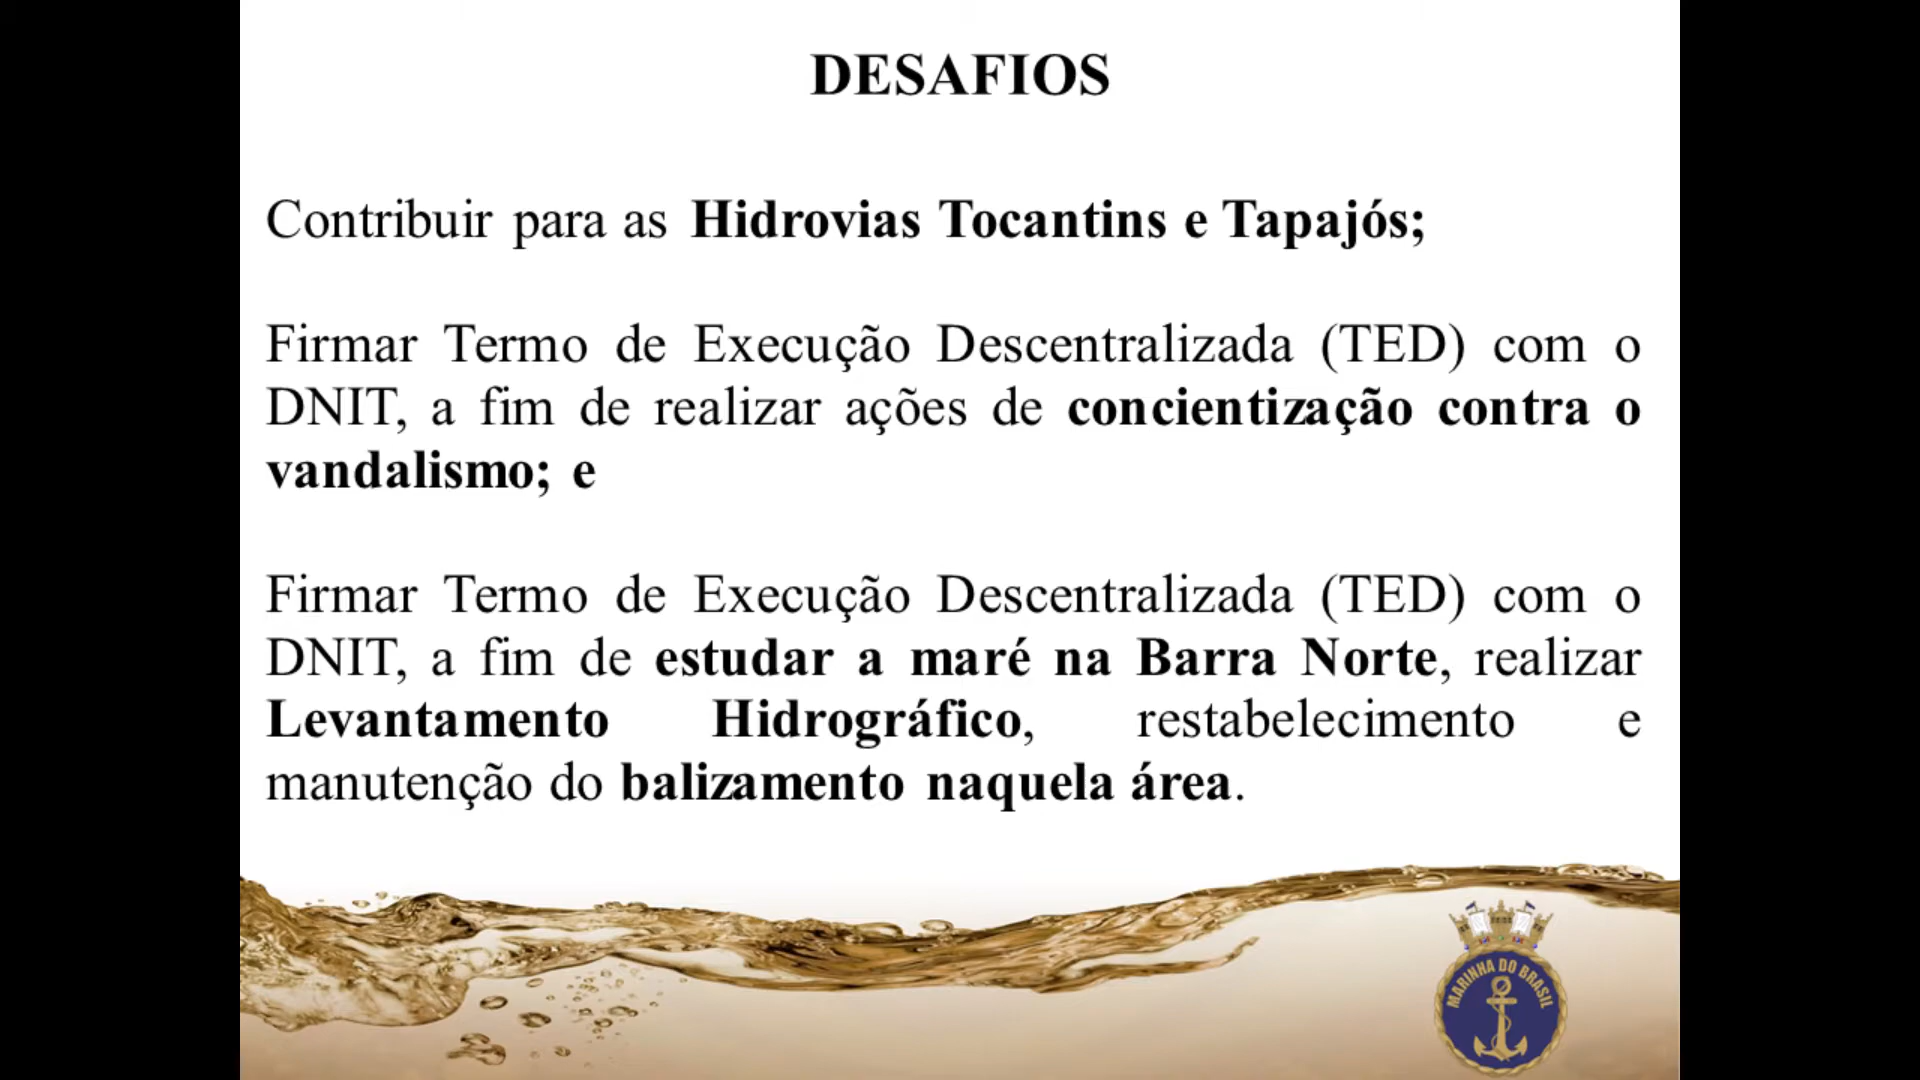 DESAFIOS
Contribuir para as Hidrovias Tocantins e Tapajós;
Firmar Termo de Execução Descentralizada (TED) com o
DNIT, a fim de realizar ações de concientização contra o
vandalismo; e
Firmar Termo de Execução Descentralizada (TED) com o
DNIT, a fim de estudar a maré na Barra Norte, realizar
Levantamento Hidrográfico, restabelecimento e
manutenção do balizamento naquela área.
MARINHA DO BRASIL